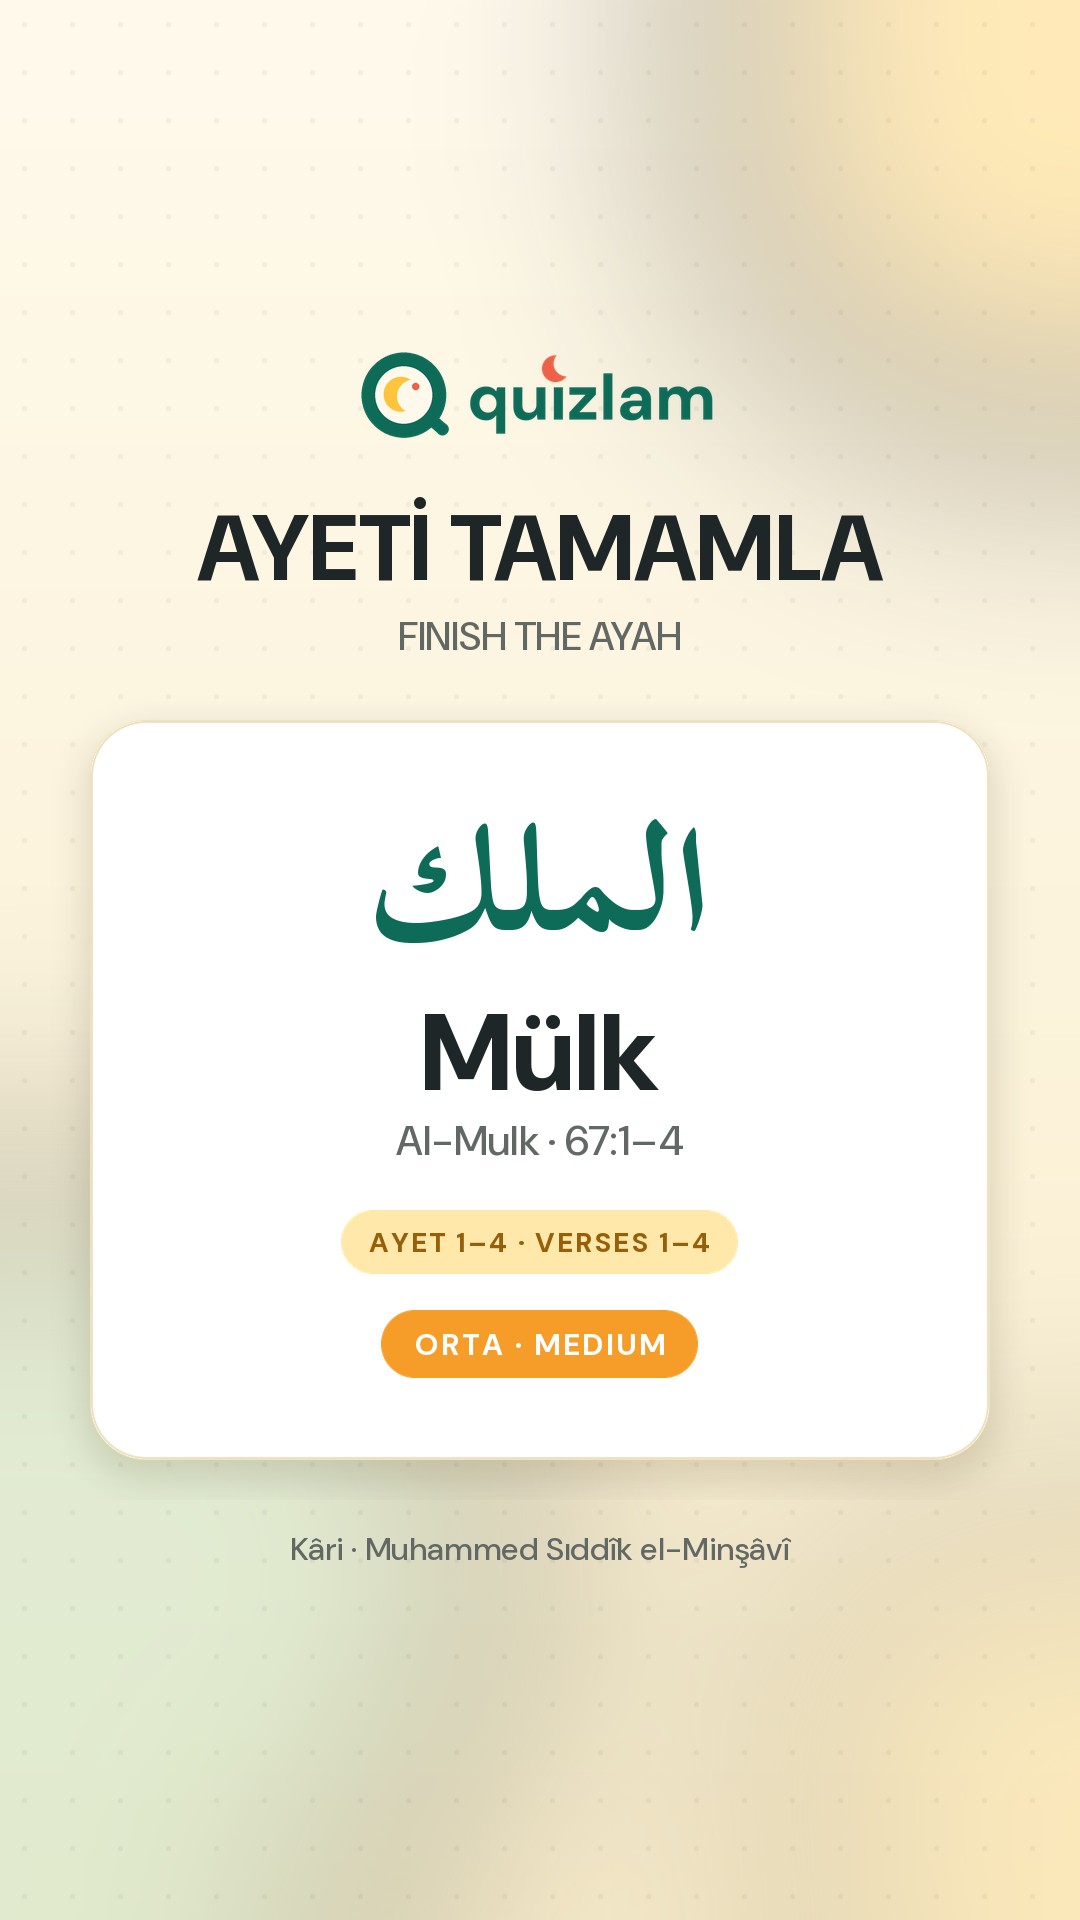 quizlam
AYETİ TAMAMLA
FINISH THE AYAH
الملك
Mülk
Al-Mulk · 67:1–4
AYET 1–4 · VERSES 1–4
ORTA · MEDIUM
Kâri · Muhammed Sıddîk el-Minşâvî